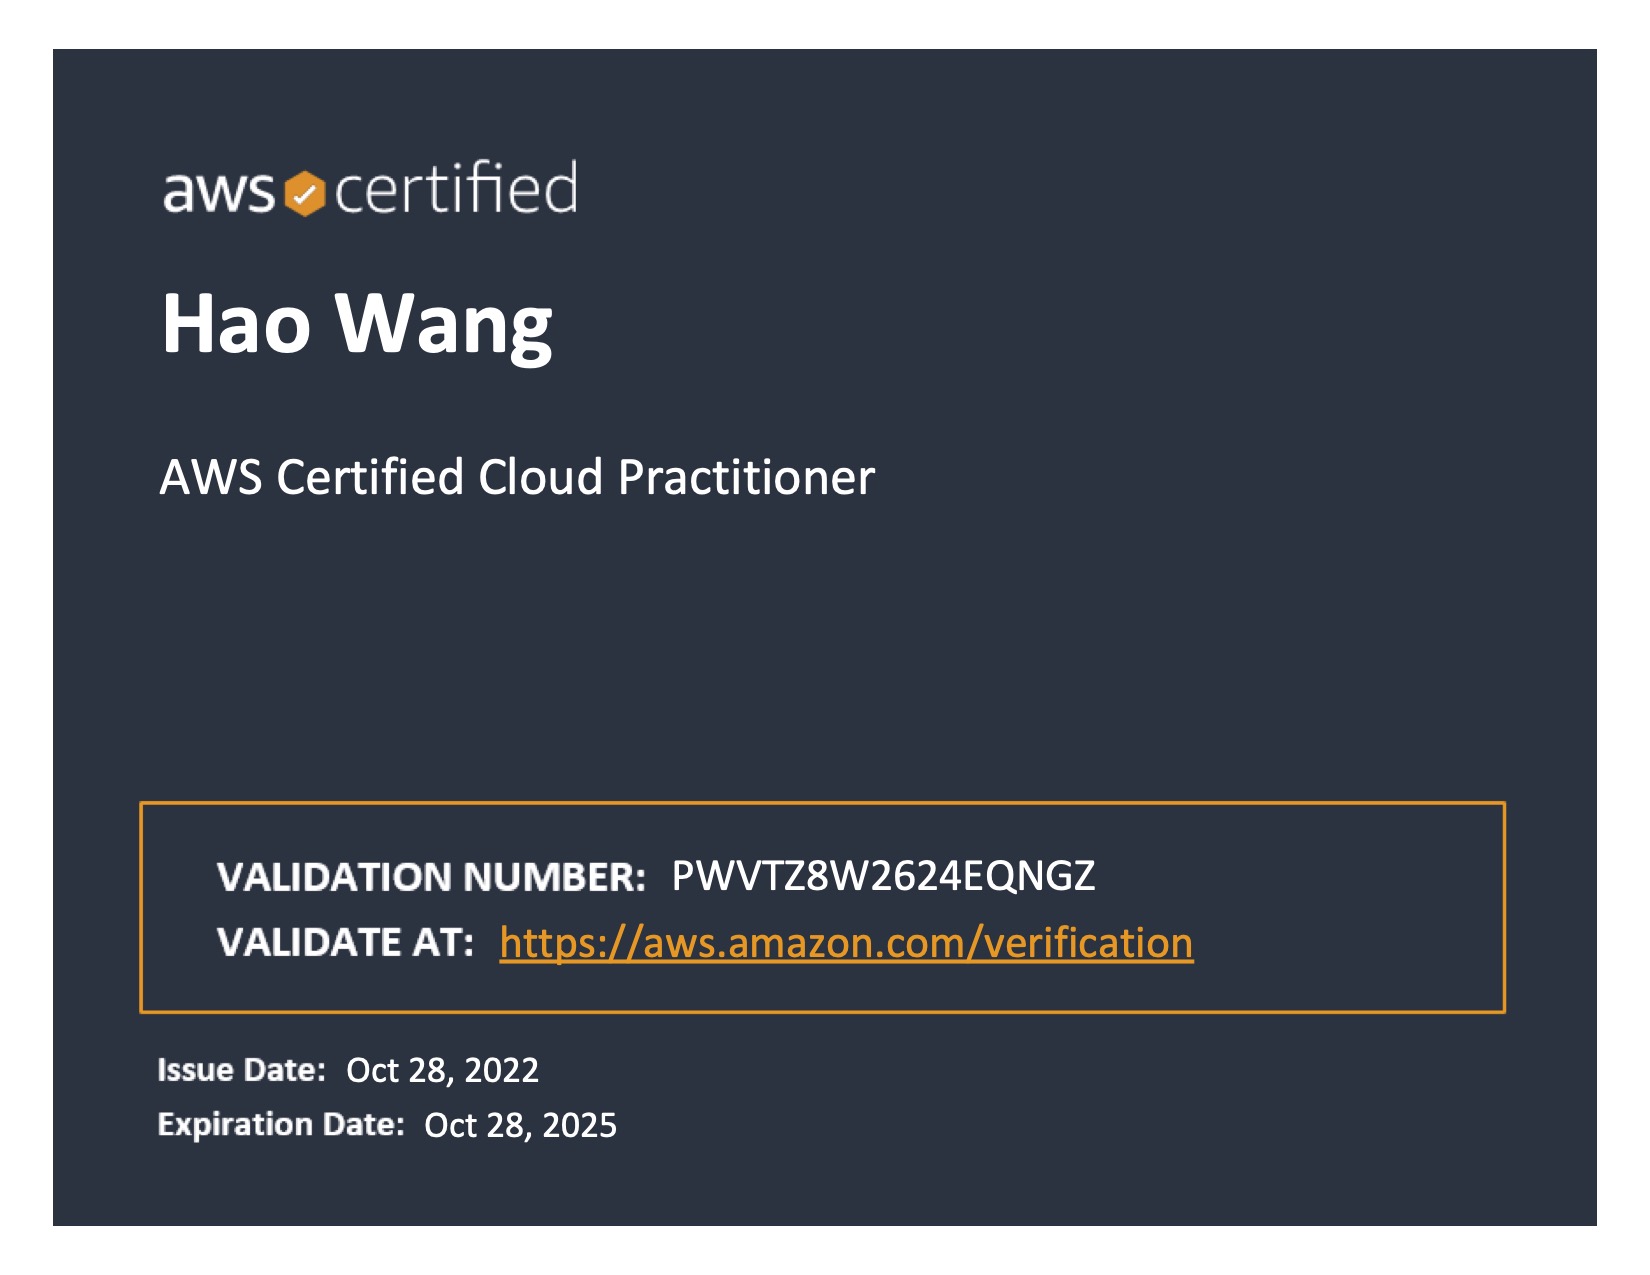 aws certified
Hao Wang
AWS Certified Cloud Practitioner
VALIDATION NUMBER: PWVTZ8W2624EQNGZ
VALIDATE AT: https://aws.amazon.com/verification
Issue Date: Oct 28, 2022
Expiration Date: Oct 28, 2025